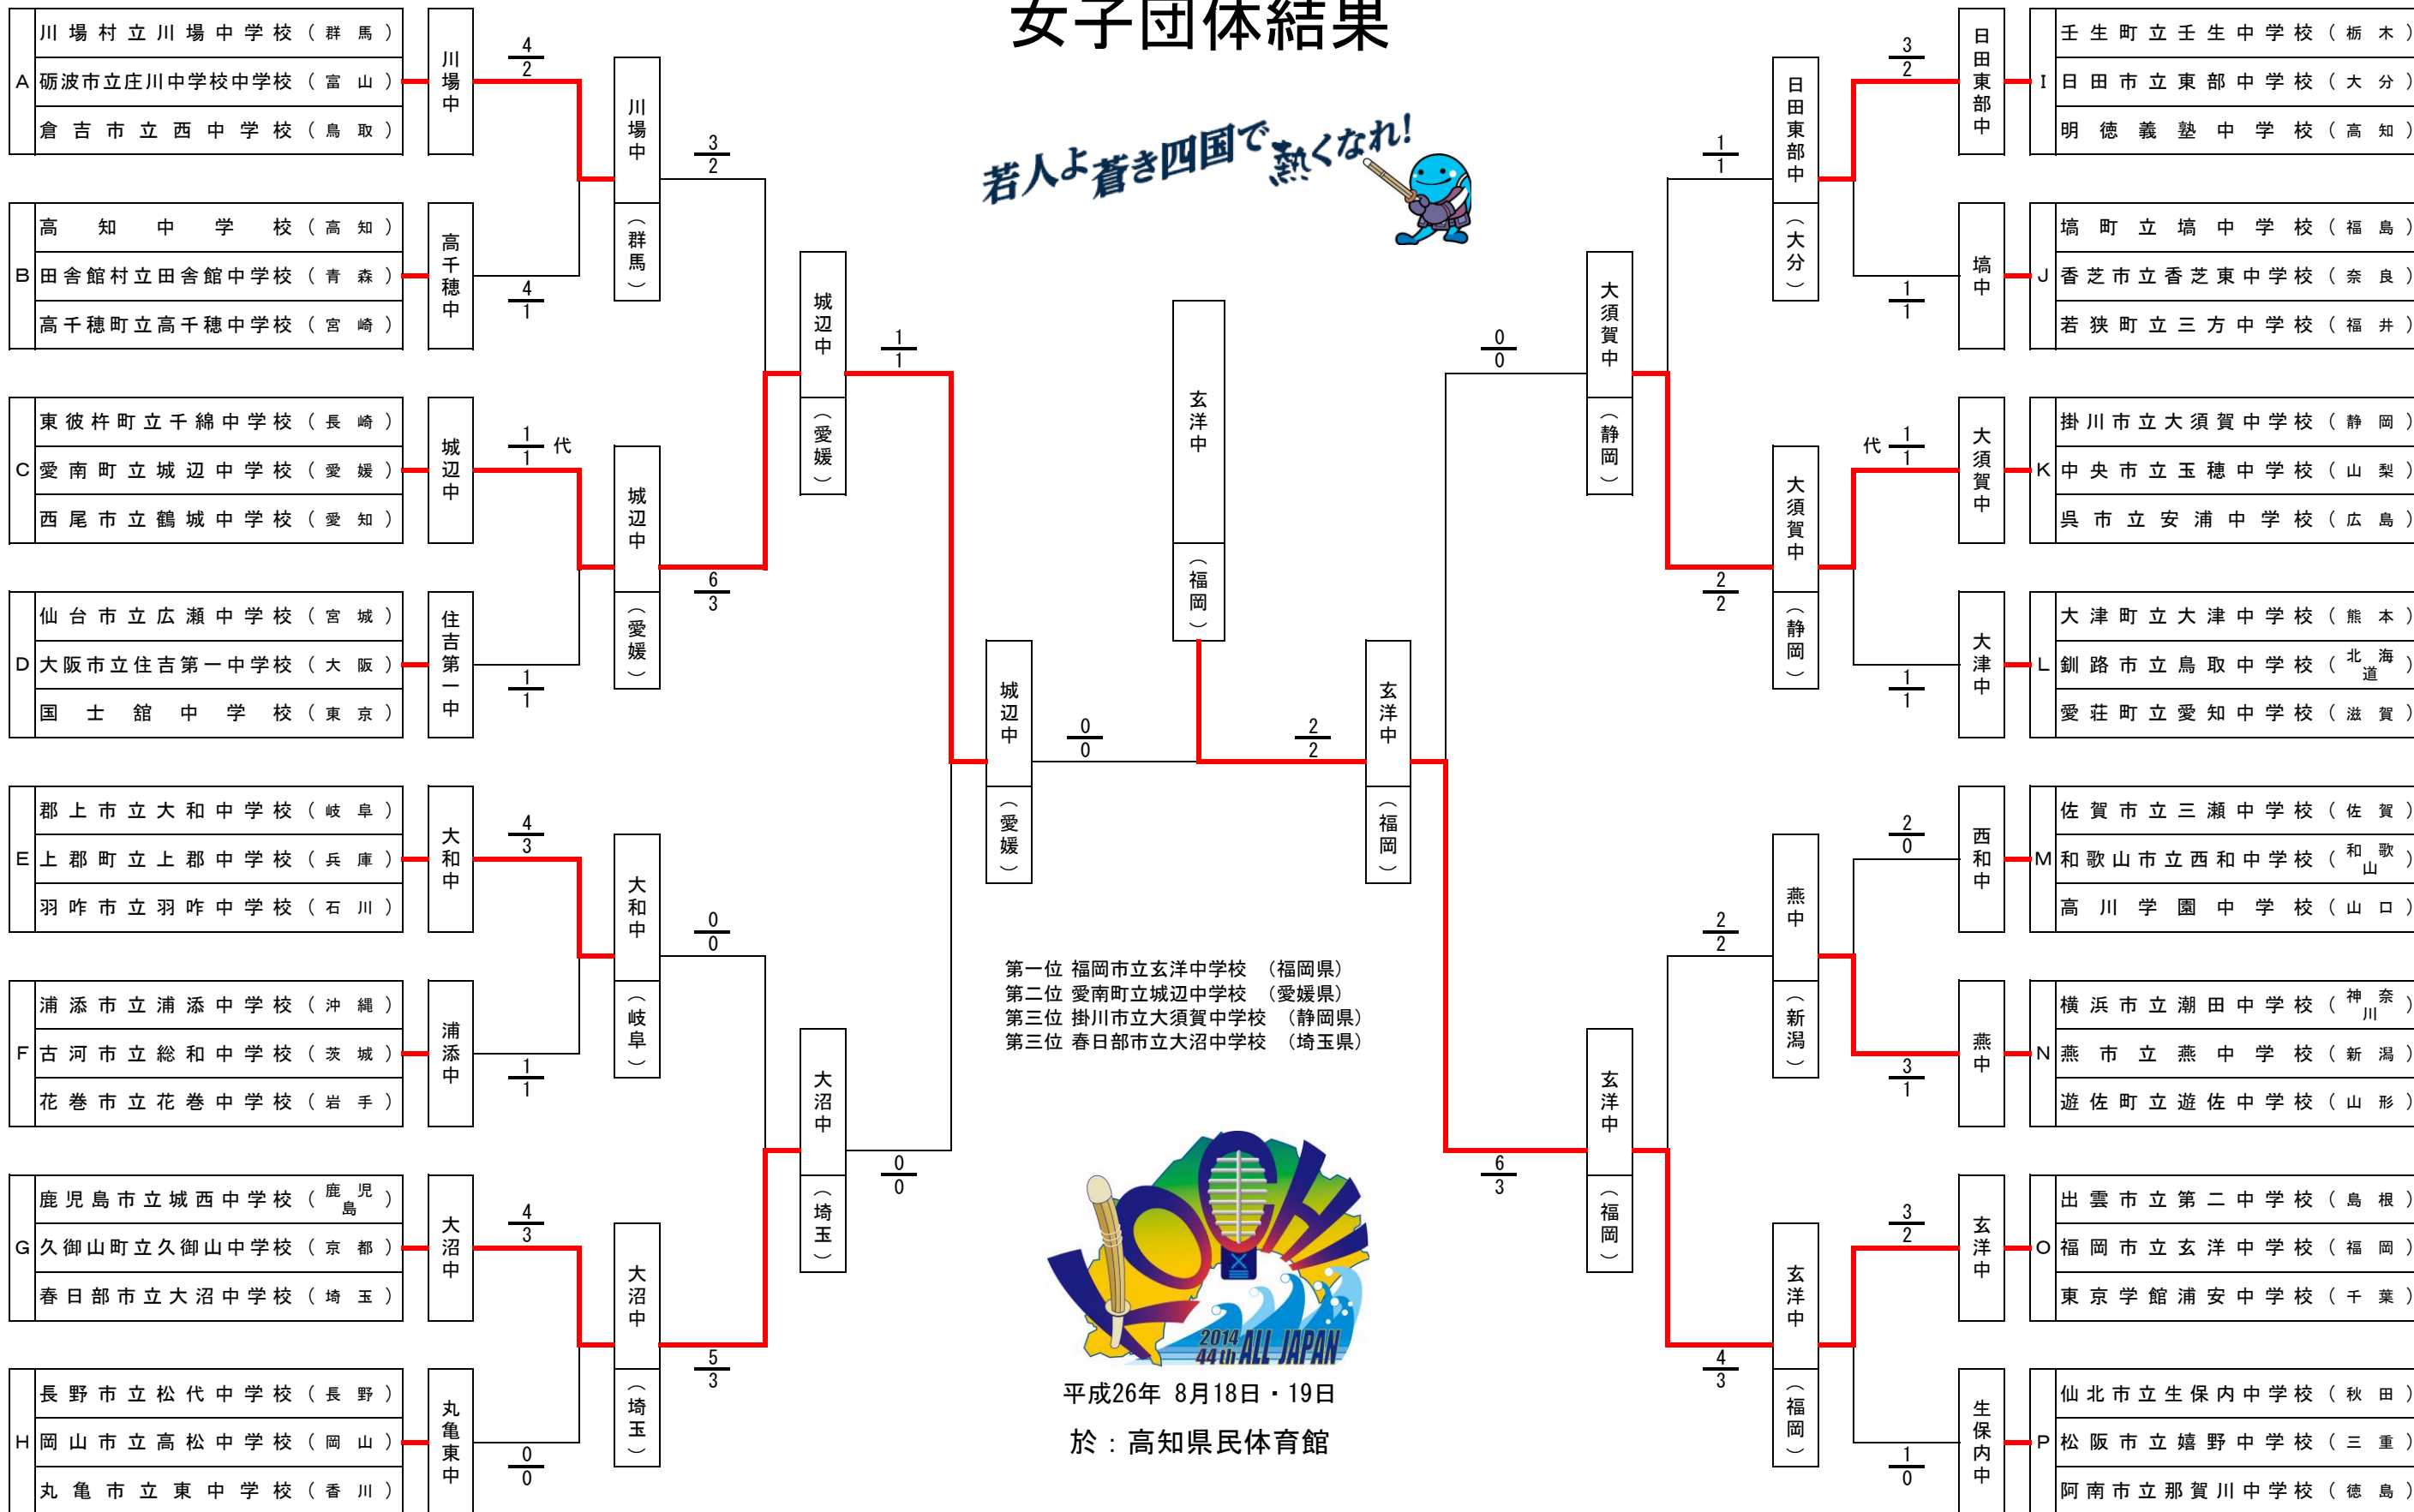 女子団体結果
若人よ蒼き四国で熱くなれ!
A
川場村立川場中学校(群馬)
砺波市立庄川中学校中学校(富山)
倉吉市立西中学校(鳥取)
川場中
4
2
B
高知中学校(高知)
田舎館村立田舎館中学校(青森)
高千穂町立高千穂中学校(宮崎)
高千穂中
4
1
川場中
(群馬)
3
2
C
東彼杵町立千綿中学校(長崎)
愛南町立城辺中学校(愛媛)
西尾市立鶴城中学校(愛知)
城辺中
1
1 代
D
仙台市立広瀬中学校(宮城)
大阪市立住吉第一中学校(大阪)
国士舘中学校(東京)
住吉第一中
1
1
城辺中
(愛媛)
6
3
城辺中
(愛媛)
1
1
E
郡上市立大和中学校(岐阜)
上郡町立上郡中学校(兵庫)
羽咋市立羽咋中学校(石川)
大和中
4
3
F
浦添市立浦添中学校(沖縄)
古河市立総和中学校(茨城)
花巻市立花巻中学校(岩手)
浦添中
1
1
大和中
(岐阜)
0
0
G
鹿児島市立城西中学校(鹿児島)
久御山町立久御山中学校(京都)
春日部市立大沼中学校(埼玉)
大沼中
4
3
H
長野市立松代中学校(長野)
岡山市立高松中学校(岡山)
丸亀市立東中学校(香川)
丸亀東中
0
0
大沼中
(埼玉)
5
3
大沼中
(埼玉)
0
0
城辺中
(愛媛)
0
0
玄洋中
(福岡)
2
2
玄洋中
(福岡)
I
壬生町立壬生中学校(栃木)
日田市立東部中学校(大分)
明徳義塾中学校(高知)
日田東部中
3
2
J
塙町立塙中学校(福島)
香芝市立香芝東中学校(奈良)
若狭町立三方中学校(福井)
塙中
1
1
日田東部中
(大分)
1
1
K
掛川市立大須賀中学校(静岡)
中央市立玉穂中学校(山梨)
呉市立安浦中学校(広島)
大須賀中
代 1
1
L
大津町立大津中学校(熊本)
釧路市立鳥取中学校(北海道)
愛荘町立愛知中学校(滋賀)
大津中
1
1
大須賀中
(静岡)
2
2
大須賀中
(静岡)
0
0
M
佐賀市立三瀬中学校(佐賀)
和歌山市立西和中学校(和歌山)
高川学園中学校(山口)
西和中
2
0
N
横浜市立潮田中学校(神奈川)
燕市立燕中学校(新潟)
遊佐町立遊佐中学校(山形)
燕中
3
1
燕中
(新潟)
2
2
O
出雲市立第二中学校(島根)
福岡市立玄洋中学校(福岡)
東京学館浦安中学校(千葉)
玄洋中
3
2
P
仙北市立生保内中学校(秋田)
松阪市立嬉野中学校(三重)
阿南市立那賀川中学校(徳島)
生保内中
1
0
玄洋中
(福岡)
4
3
玄洋中
(福岡)
6
3
第一位 福岡市立玄洋中学校 (福岡県)
第二位 愛南町立城辺中学校 (愛媛県)
第三位 掛川市立大須賀中学校 (静岡県)
第三位 春日部市立大沼中学校 (埼玉県)
KOCHI
2014
44th ALL JAPAN
平成26年 8月18日・19日
於:高知県民体育館